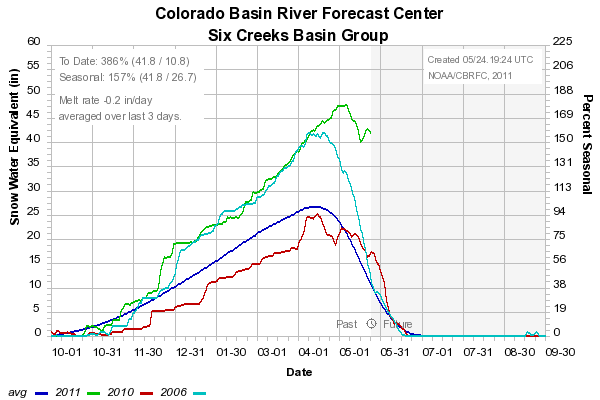 Colorado Basin River Forecast Center
Six Creeks Basin Group
To Date: 386% (41.8 / 10.8)
Seasonal: 157% (41.8 / 26.7)
Melt rate -0.2 in/day
averaged over last 3 days.
Created 05/24.19:24 UTC
NOAA/CBRFC, 2011
Snow Water Equivalent (in)
60
55
50
45
40
35
30
25
20
15
10
5
0
Percent Seasonal
225
206
188
169
150
131
113
94
75
56
38
19
0
Past
Future
10-01 10-31 11-30 12-31 01-30 03-01 04-01 05-01 05-31 07-01 07-31 08-30 09-30
Date
avg 2011 2010 2006